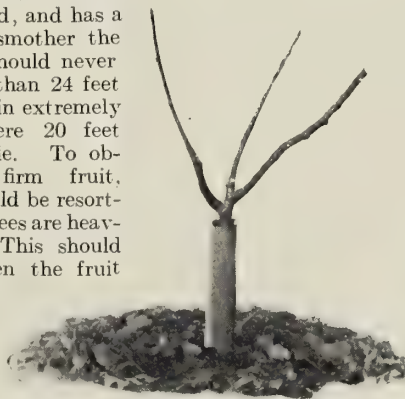 d, and has a
smother the
hould never
than 24 feet
in extremely
ere 20 feet
e. To ob-
firm fruit,
ld be resort-
ees are heav-
This should
en the fruit